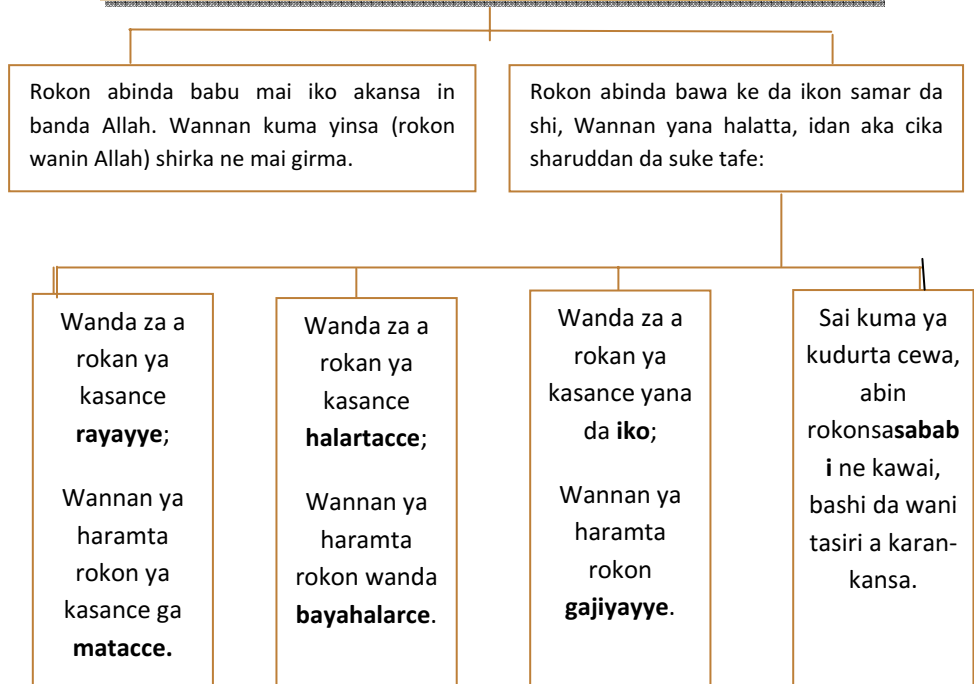 Rokon abinda babu mai iko akansa in
banda Allah. Wannan kuma yinsa (rokon
wanin Allah) shirka ne mai girma.
Rokon abinda bawa ke da ikon samar da
shi, Wannan yana halatta, idan aka cika
sharuddan da suke tafe:
Wanda za a
rokan ya
kasance
rayayye;
Wannan ya
haramta
rokon ya
kasance ga
matacce.
Wanda za a
rokan ya
kasance
halartacce;
Wannan ya
haramta
rokon wanda
bayahalarce.
Wanda za a
rokan ya
kasance yana
da iko;
Wannan ya
haramta
rokon
gajiyayye.
Sai kuma ya
kudurta cewa,
abin
rokonsasabab
i ne kawai,
bashi da wani
tasiri a karan-
kansa.